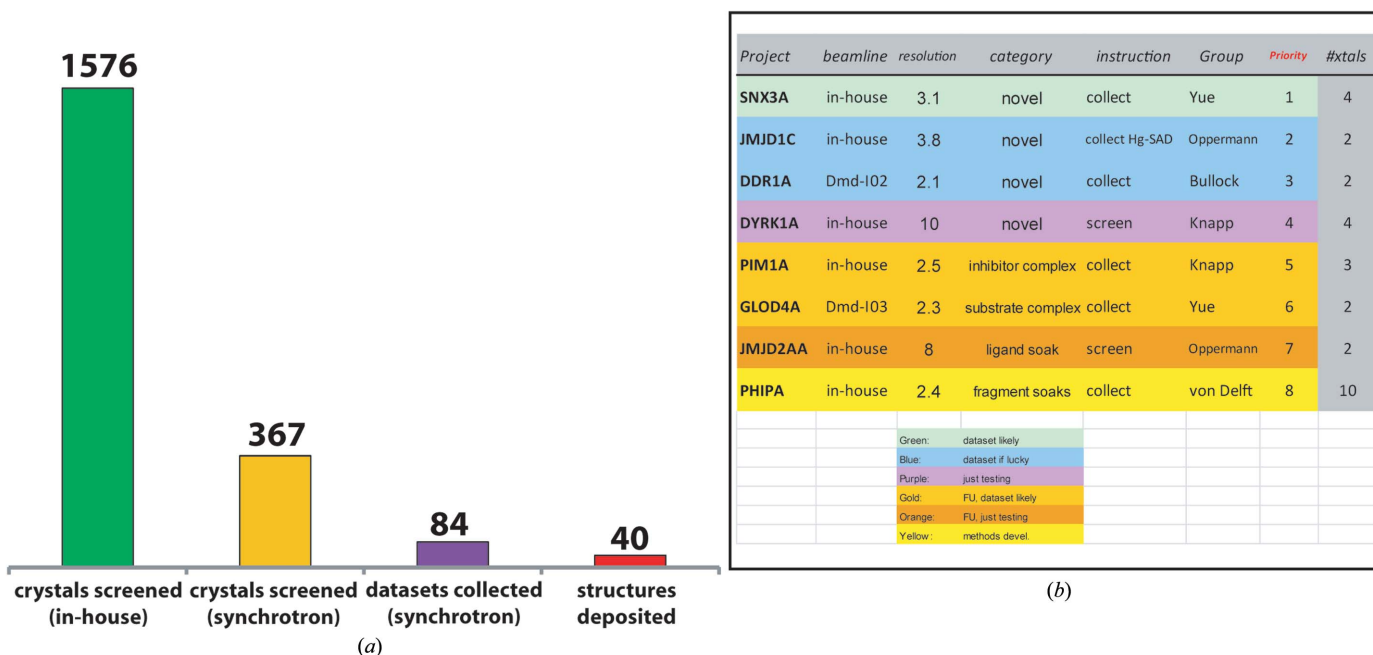 1576
367
84
40
crystals screened
(in-house)
crystals screened
(synchrotron)
datasets collected
(synchrotron)
structures
deposited
(a)
Project beamline resolution category instruction Group Priority #xtals
SNX3A in-house 3.1 novel collect Yue 1 4
JMJD1C in-house 3.8 novel collect Hg-SAD Oppermann 2 2
DDR1A Dmd-I02 2.1 novel collect Bullock 3 2
DYRK1A in-house 10 novel screen Knapp 4 4
PIM1A in-house 2.5 inhibitor complex collect Knapp 5 3
GLOD4A Dmd-I03 2.3 substrate complex collect Yue 6 2
JMJD2AA in-house 8 ligand soak screen Oppermann 7 2
PHIPA in-house 2.4 fragment soaks collect von Delft 8 10
Green: dataset likely
Blue: dataset if lucky
Purple: just testing
Gold: FU, dataset likely
Orange: FU, just testing
Yellow : methods devel.
(b)